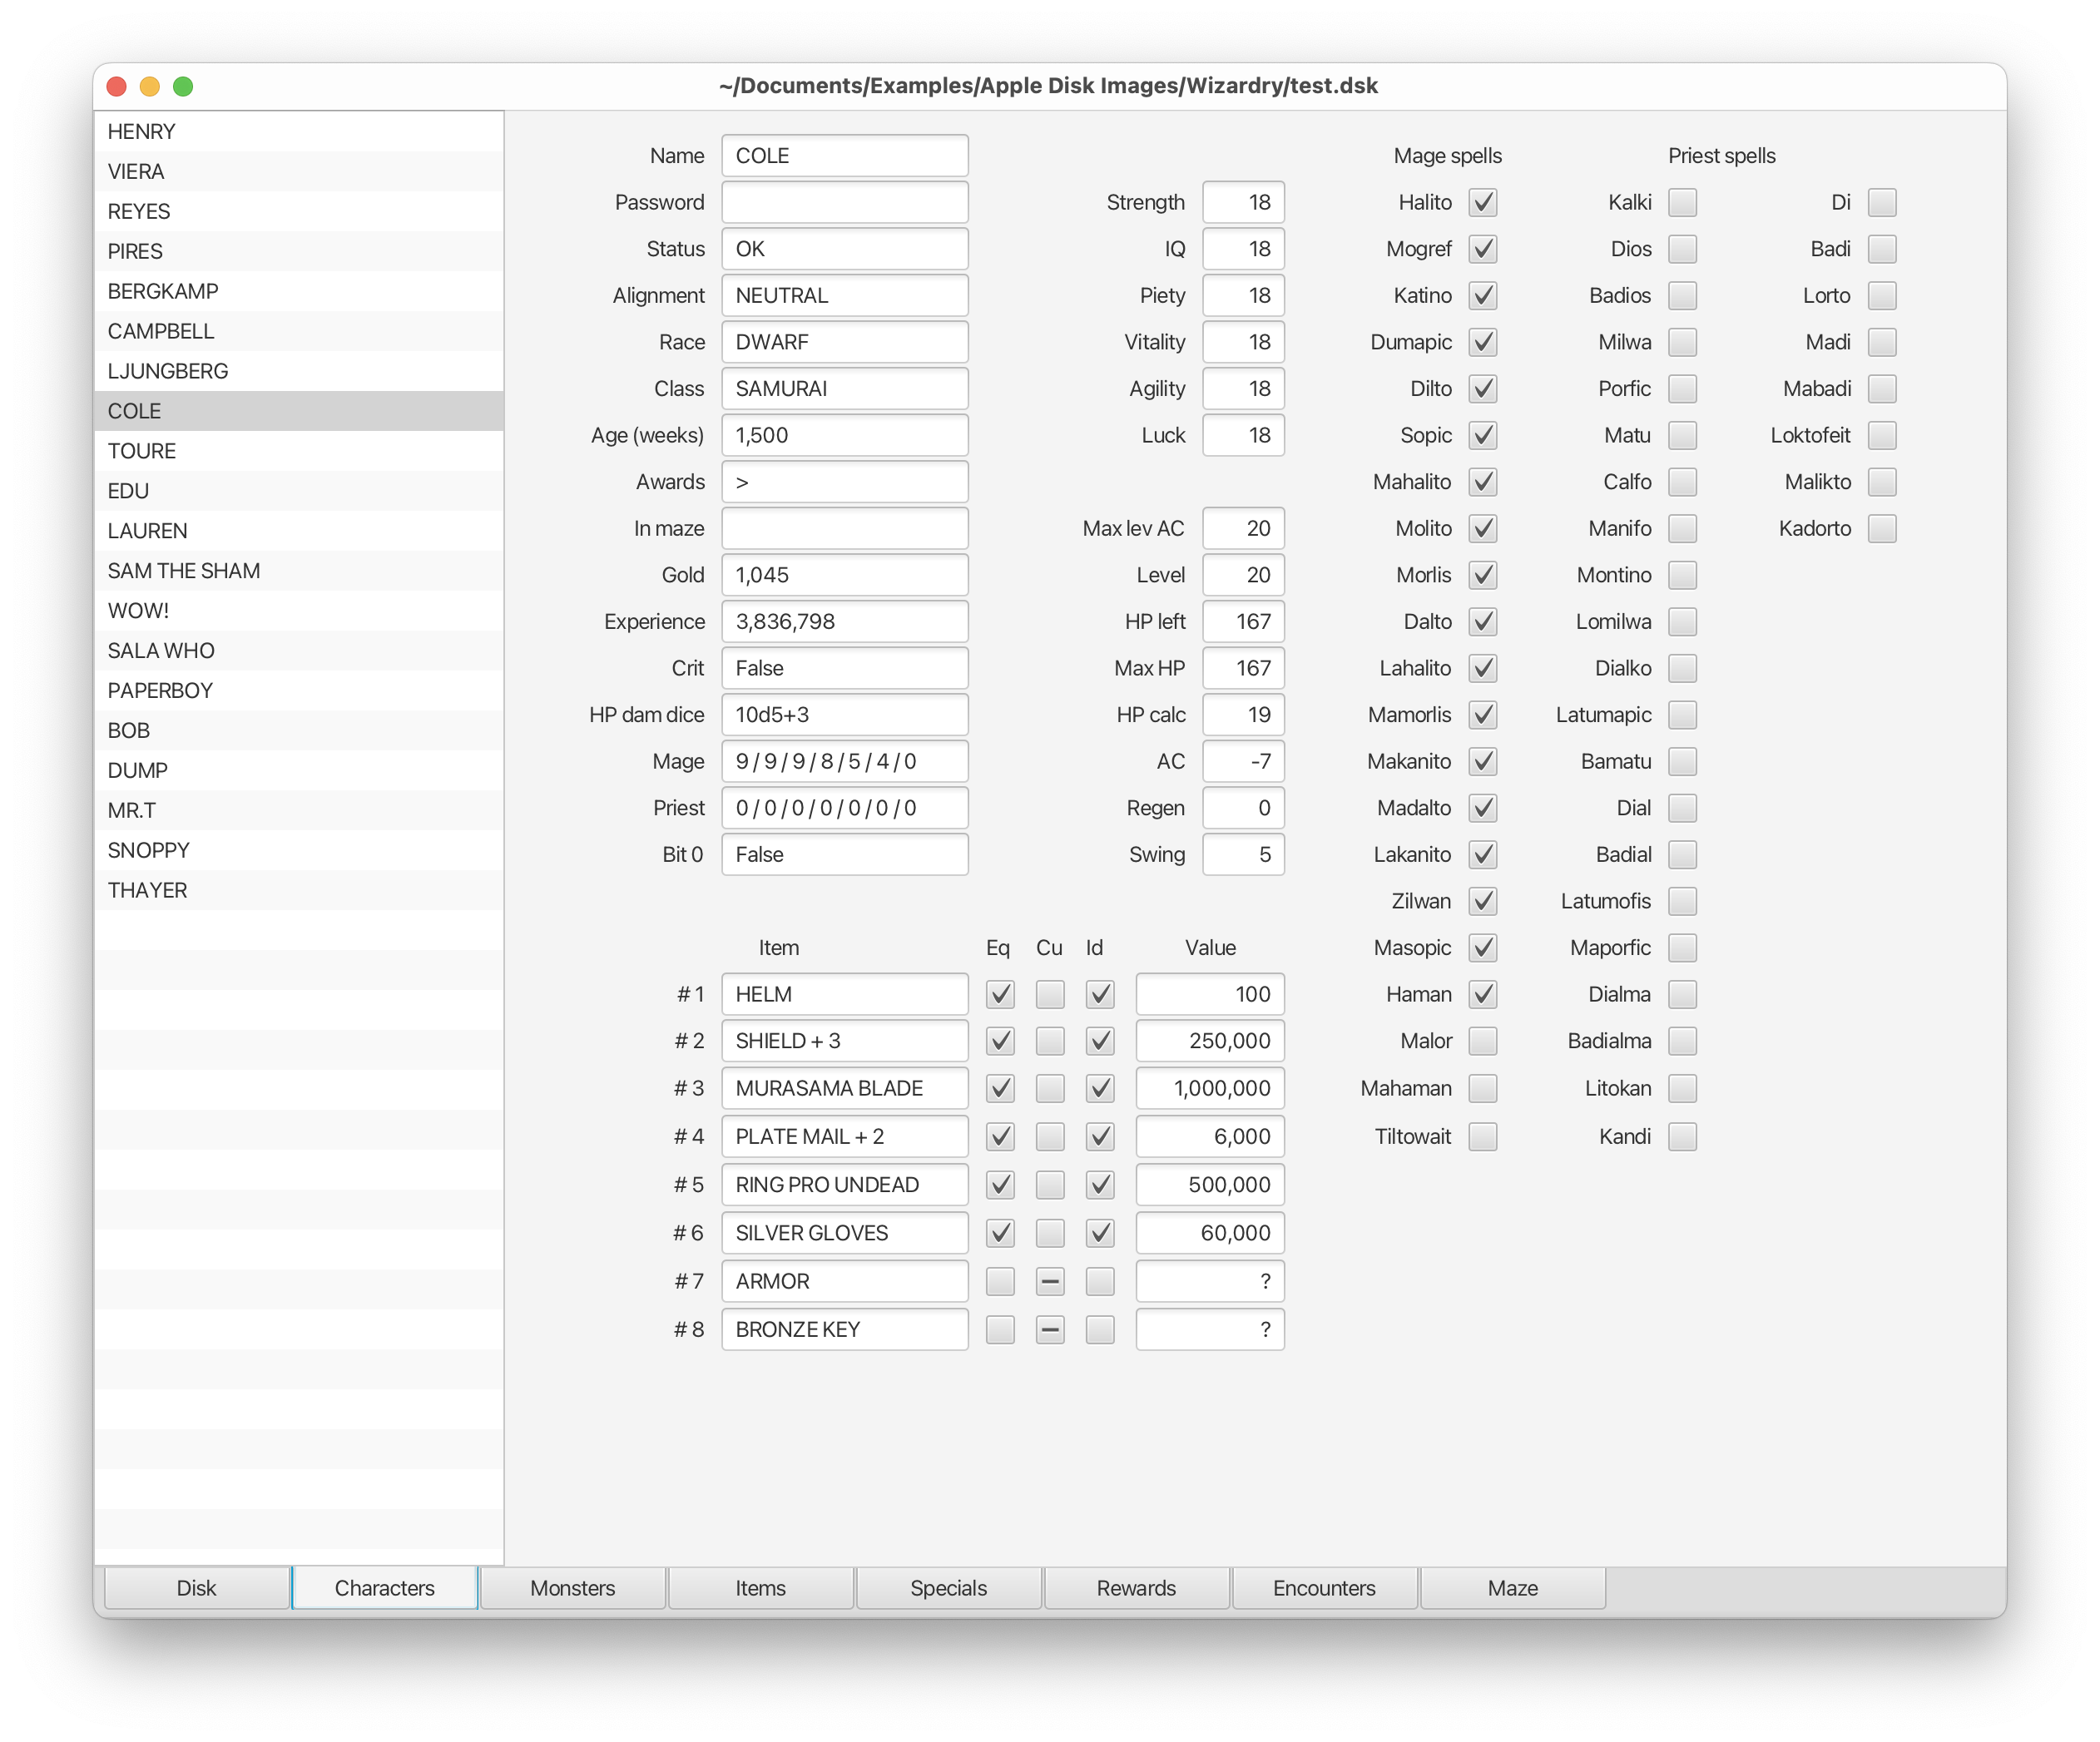 ~/Documents/Examples/Apple Disk Images/Wizardry/test.dsk
HENRY
VIERA
REYES
PIRES
BERGKAMP
CAMPBELL
LJUNGBERG
COLE
TOURE
EDU
LAUREN
SAM THE SHAM
WOW!
SALA WHO
PAPERBOY
BOB
DUMP
MR.T
SNOPPY
THAYER
Name COLE
Password
Status OK
Alignment NEUTRAL
Race DWARF
Class SAMURAI
Age (weeks) 1,500
Awards >
In maze
Gold 1,045
Experience 3,836,798
Crit False
HP dam dice 10d5+3
Mage 9/9/9/8/5/4/0
Priest 0/0/0/0/0/0/0
Bit 0 False
Strength 18
IQ 18
Piety 18
Vitality 18
Agility 18
Luck 18
Max lev AC 20
Level 20
HP left 167
Max HP 167
HP calc 19
AC -7
Regen 0
Swing 5
Item Eq Cu Id Value
# 1 HELM 100
# 2 SHIELD + 3 250,000
# 3 MURASAMA BLADE 1,000,000
# 4 PLATE MAIL + 2 6,000
# 5 RING PRO UNDEAD 500,000
# 6 SILVER GLOVES 60,000
# 7 ARMOR ?
# 8 BRONZE KEY ?
Mage spells
Halito
Mogref
Katino
Dumapic
Dilto
Sopic
Mahalito
Molito
Morlis
Dalto
Lahalito
Mamorlis
Makanito
Madalto
Lakanito
Zilwan
Masopic
Haman
Malor
Mahaman
Tiltowait
Priest spells
Kalki
Dios
Badios
Milwa
Porfic
Matu
Calfo
Manifo
Montino
Lomilwa
Dialko
Latumapic
Bamatu
Dial
Badial
Latumofis
Maporfic
Dialma
Badialma
Litokan
Kandi
Di
Badi
Lorto
Madi
Mabadi
Loktofeit
Malikto
Kadorto
Disk Characters Monsters Items Specials Rewards Encounters Maze